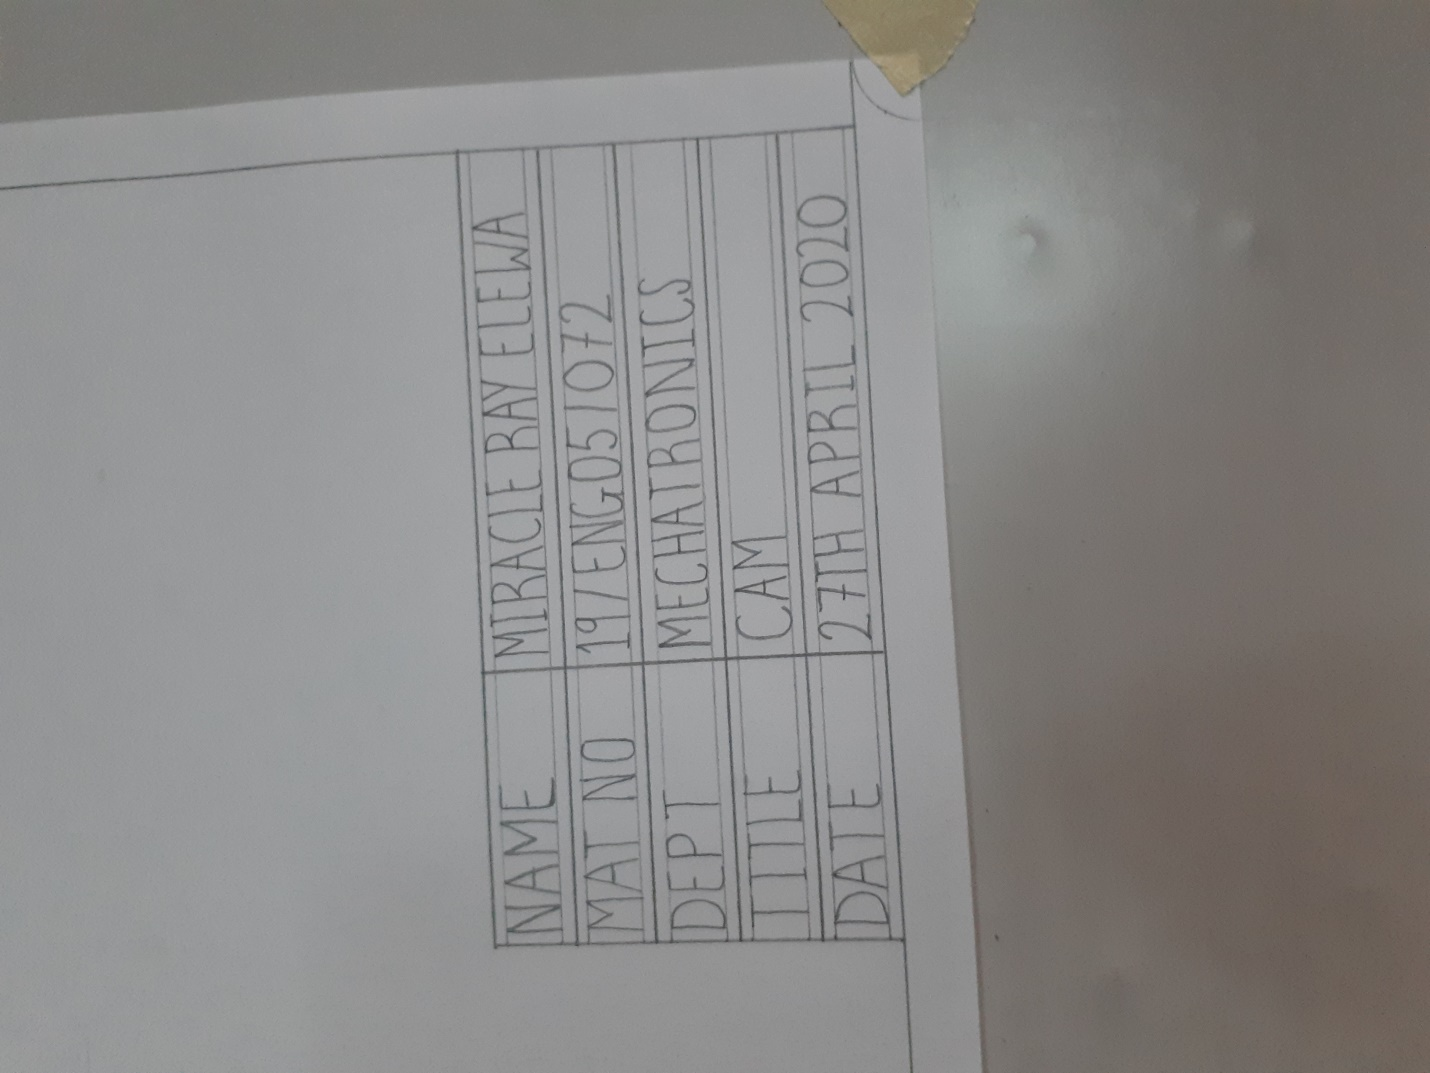 NAME MIRACLE RAY ELEWA
MAT NO 19/ENG05/072
DEPT MECHATRONICS
TITLE CAM
DATE 27TH APRIL 2020